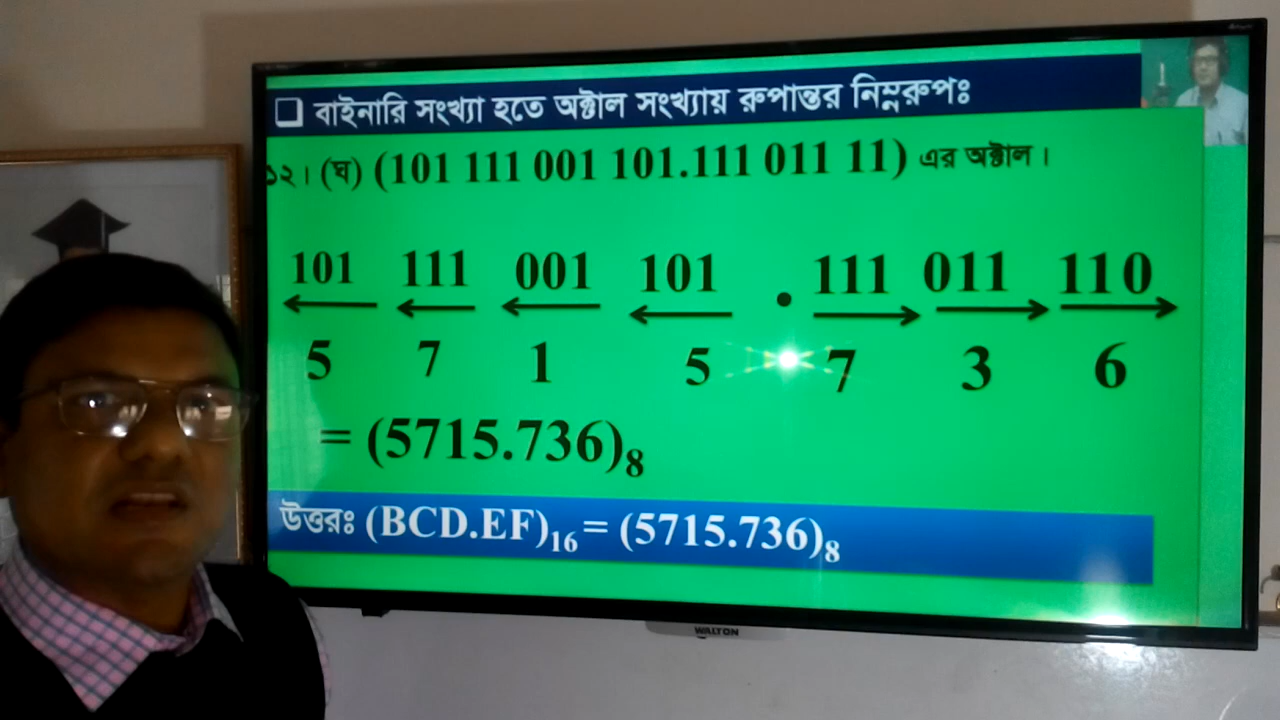 ❑ বাইনারি সংখ্যা হতে অক্টাল সংখ্যায় রুপান্তর নিম্নরুপঃ
১২। (ঘ) (101 111 001 101.111 011 11) এর অক্টাল।
101 111 001 101 . 111 011 110
5 7 1 5 7 3 6
= (5715.736)₈
উত্তরঃ (BCD.EF)₁₆ = (5715.736)₈
WALTON